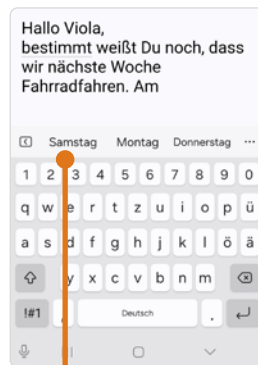 Hallo Viola,
bestimmt weißt Du noch, dass
wir nächste Woche
Fahrradfahren. Am
Samstag Montag Donnerstag ...
1 2 3 4 5 6 7 8 9 0
q w e r t z u i o p ü
a s d f g h j k l ö ä
y x c v b n m
!#1 , Deutsch .